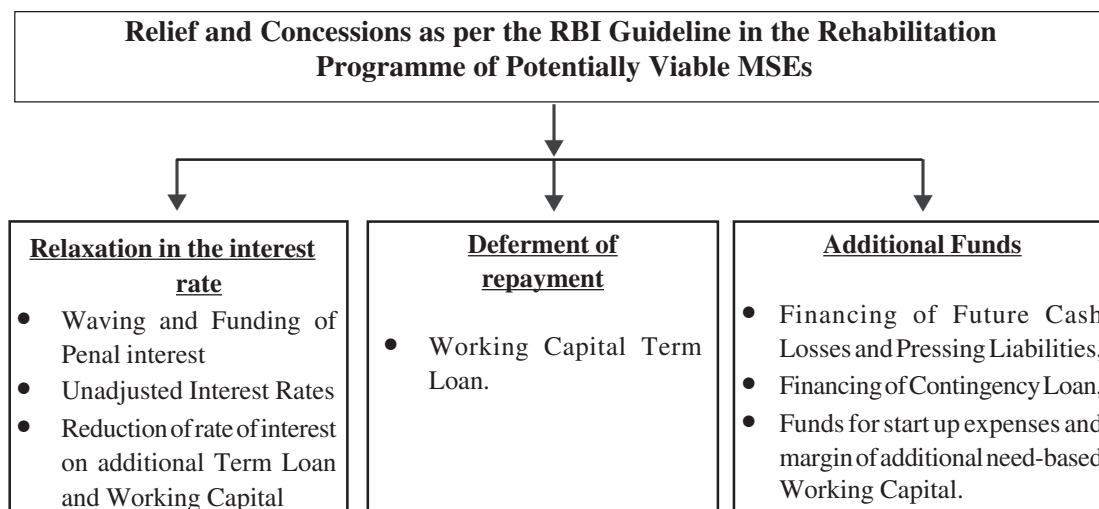 Relief and Concessions as per the RBI Guideline in the Rehabilitation
Programme of Potentially Viable MSEs
Relaxation in the interest
rate
● Waving and Funding of
Penal interest
● Unadjusted Interest Rates
● Reduction of rate of interest
on additional Term Loan
and Working Capital
Deferment of
repayment
● Working Capital Term
Loan.
Additional Funds
● Financing of Future Cash
Losses and Pressing Liabilities,
● Financing of Contingency Loan,
● Funds for start up expenses and
margin of additional need-based
Working Capital.